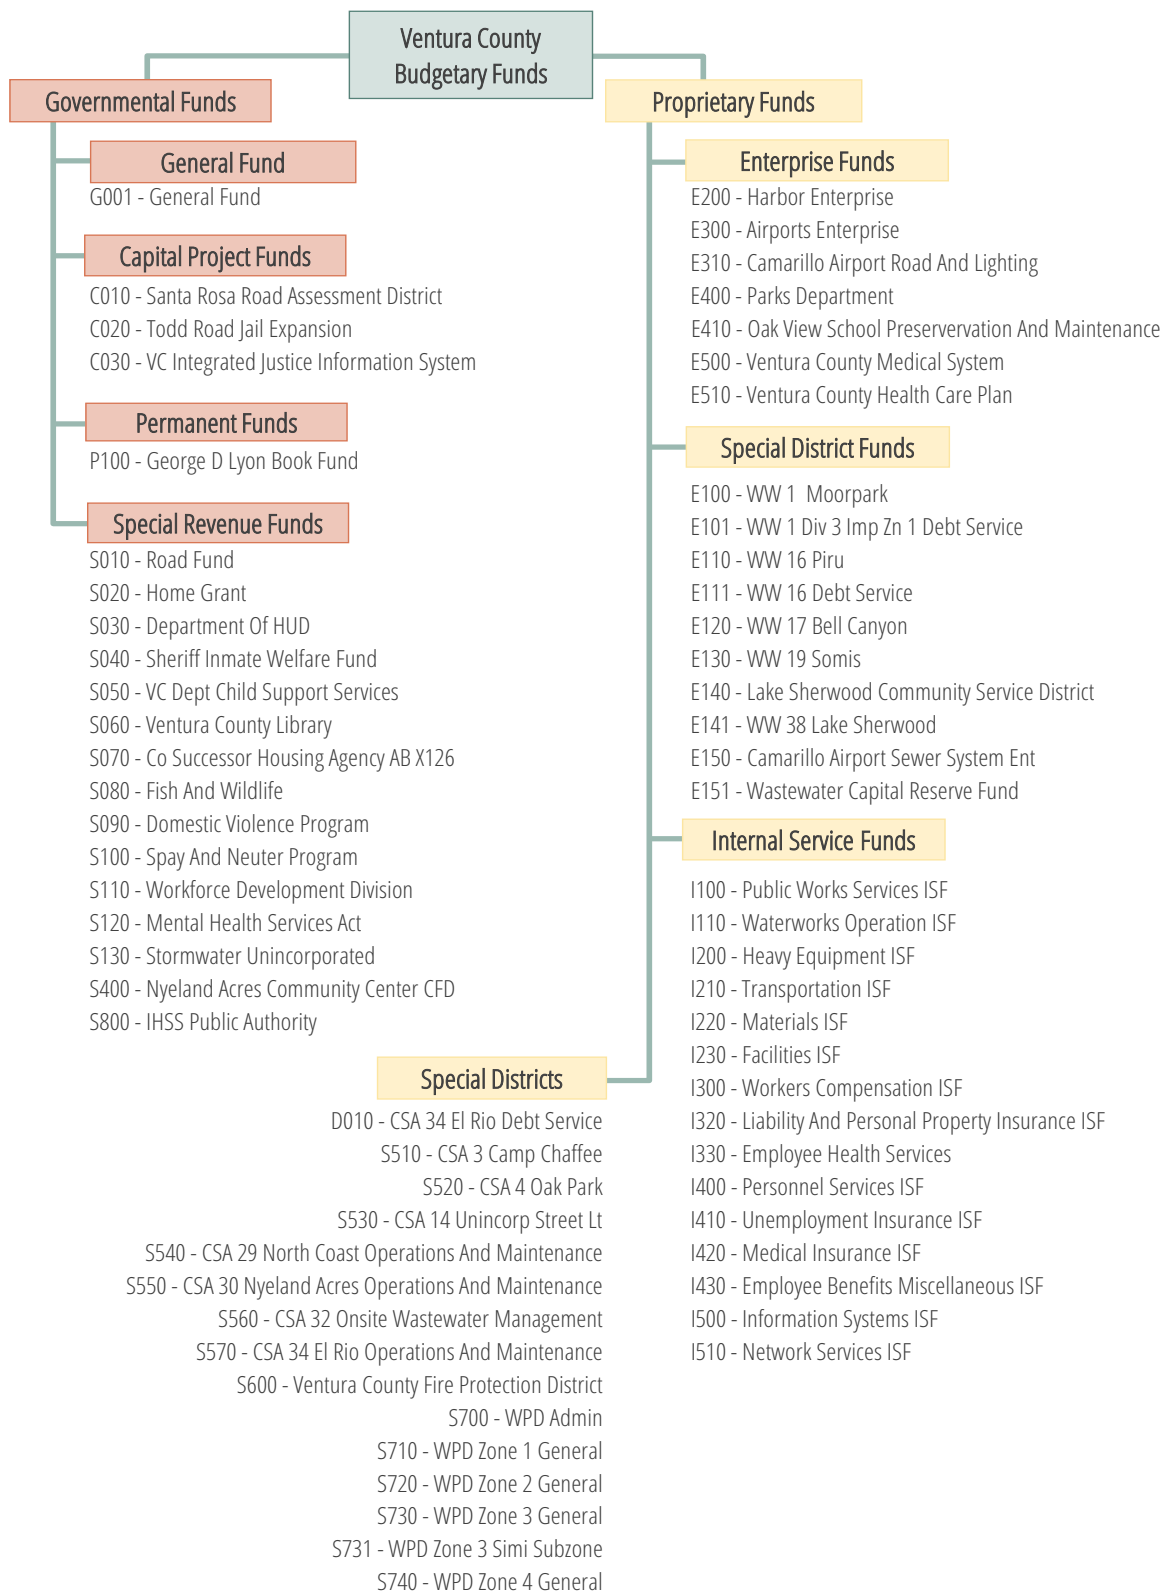 Ventura County
Budgetary Funds
Governmental Funds
General Fund
G001 - General Fund
Capital Project Funds
C010 - Santa Rosa Road Assessment District
C020 - Todd Road Jail Expansion
C030 - VC Integrated Justice Information System
Permanent Funds
P100 - George D Lyon Book Fund
Special Revenue Funds
S010 - Road Fund
S020 - Home Grant
S030 - Department Of HUD
S040 - Sheriff Inmate Welfare Fund
S050 - VC Dept Child Support Services
S060 - Ventura County Library
S070 - Co Successor Housing Agency AB X126
S080 - Fish And Wildlife
S090 - Domestic Violence Program
S100 - Spay And Neuter Program
S110 - Workforce Development Division
S120 - Mental Health Services Act
S130 - Stormwater Unincorporated
S400 - Nyeland Acres Community Center CFD
S800 - IHSS Public Authority
Proprietary Funds
Enterprise Funds
E200 - Harbor Enterprise
E300 - Airports Enterprise
E310 - Camarillo Airport Road And Lighting
E400 - Parks Department
E410 - Oak View School Preservervation And Maintenance
E500 - Ventura County Medical System
E510 - Ventura County Health Care Plan
Special District Funds
E100 - WW 1 Moorpark
E101 - WW 1 Div 3 Imp Zn 1 Debt Service
E110 - WW 16 Piru
E111 - WW 16 Debt Service
E120 - WW 17 Bell Canyon
E130 - WW 19 Somis
E140 - Lake Sherwood Community Service District
E141 - WW 38 Lake Sherwood
E150 - Camarillo Airport Sewer System Ent
E151 - Wastewater Capital Reserve Fund
Internal Service Funds
I100 - Public Works Services ISF
I110 - Waterworks Operation ISF
I200 - Heavy Equipment ISF
I210 - Transportation ISF
I220 - Materials ISF
I230 - Facilities ISF
I300 - Workers Compensation ISF
I320 - Liability And Personal Property Insurance ISF
I330 - Employee Health Services
I400 - Personnel Services ISF
I410 - Unemployment Insurance ISF
I420 - Medical Insurance ISF
I430 - Employee Benefits Miscellaneous ISF
I500 - Information Systems ISF
I510 - Network Services ISF
Special Districts
D010 - CSA 34 El Rio Debt Service
S510 - CSA 3 Camp Chaffee
S520 - CSA 4 Oak Park
S530 - CSA 14 Unincorp Street Lt
S540 - CSA 29 North Coast Operations And Maintenance
S550 - CSA 30 Nyeland Acres Operations And Maintenance
S560 - CSA 32 Onsite Wastewater Management
S570 - CSA 34 El Rio Operations And Maintenance
S600 - Ventura County Fire Protection District
S700 - WPD Admin
S710 - WPD Zone 1 General
S720 - WPD Zone 2 General
S730 - WPD Zone 3 General
S731 - WPD Zone 3 Simi Subzone
S740 - WPD Zone 4 General